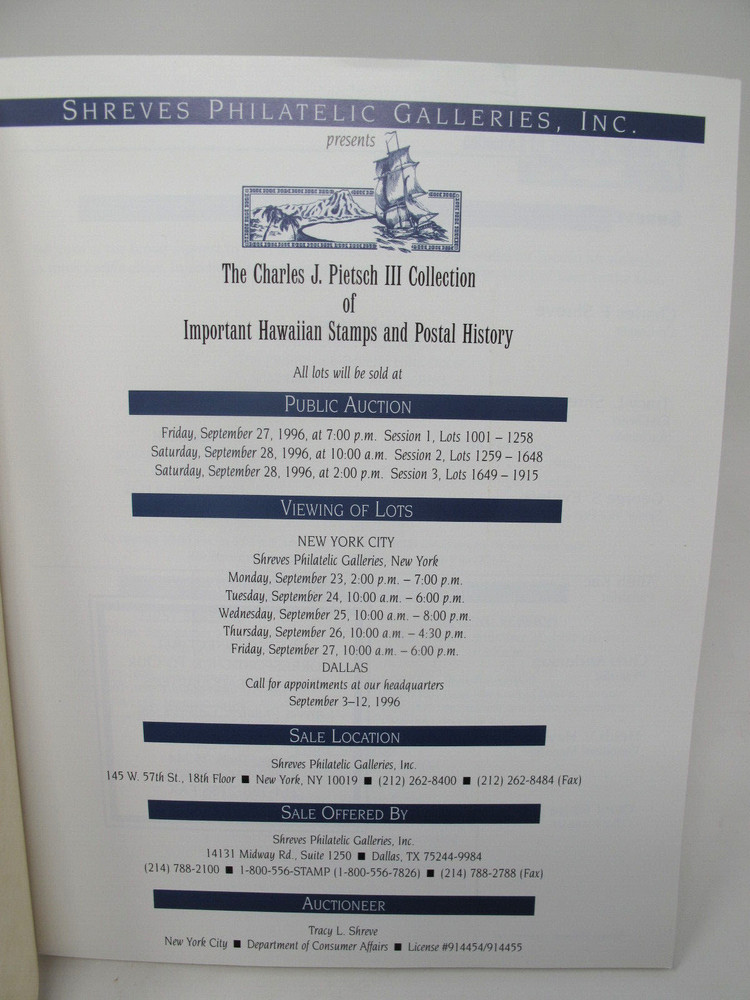 SHREVES PHILATELIC GALLERIES, INC.
presents
The Charles J. Pietsch III Collection
of
Important Hawaiian Stamps and Postal History
All lots will be sold at
PUBLIC AUCTION
Friday, September 27, 1996, at 7:00 p.m. Session 1, Lots 1001 – 1258
Saturday, September 28, 1996, at 10:00 a.m. Session 2, Lots 1259 – 1648
Saturday, September 28, 1996, at 2:00 p.m. Session 3, Lots 1649 – 1915
VIEWING OF LOTS
NEW YORK CITY
Shreves Philatelic Galleries, New York
Monday, September 23, 2:00 p.m. – 7:00 p.m.
Tuesday, September 24, 10:00 a.m. – 6:00 p.m.
Wednesday, September 25, 10:00 a.m. – 8:00 p.m.
Thursday, September 26, 10:00 a.m. – 4:30 p.m.
Friday, September 27, 10:00 a.m. – 6:00 p.m.
DALLAS
Call for appointments at our headquarters
September 3–12, 1996
SALE LOCATION
Shreves Philatelic Galleries, Inc.
145 W. 57th St., 18th Floor ■ New York, NY 10019 ■ (212) 262-8400 ■ (212) 262-8484 (Fax)
SALE OFFERED BY
Shreves Philatelic Galleries, Inc.
14131 Midway Rd., Suite 1250 ■ Dallas, TX 75244-9984
(214) 788-2100 ■ 1-800-556-STAMP (1-800-556-7826) ■ (214) 788-2788 (Fax)
AUCTIONEER
Tracy L. Shreve
New York City ■ Department of Consumer Affairs ■ License #914454/914455